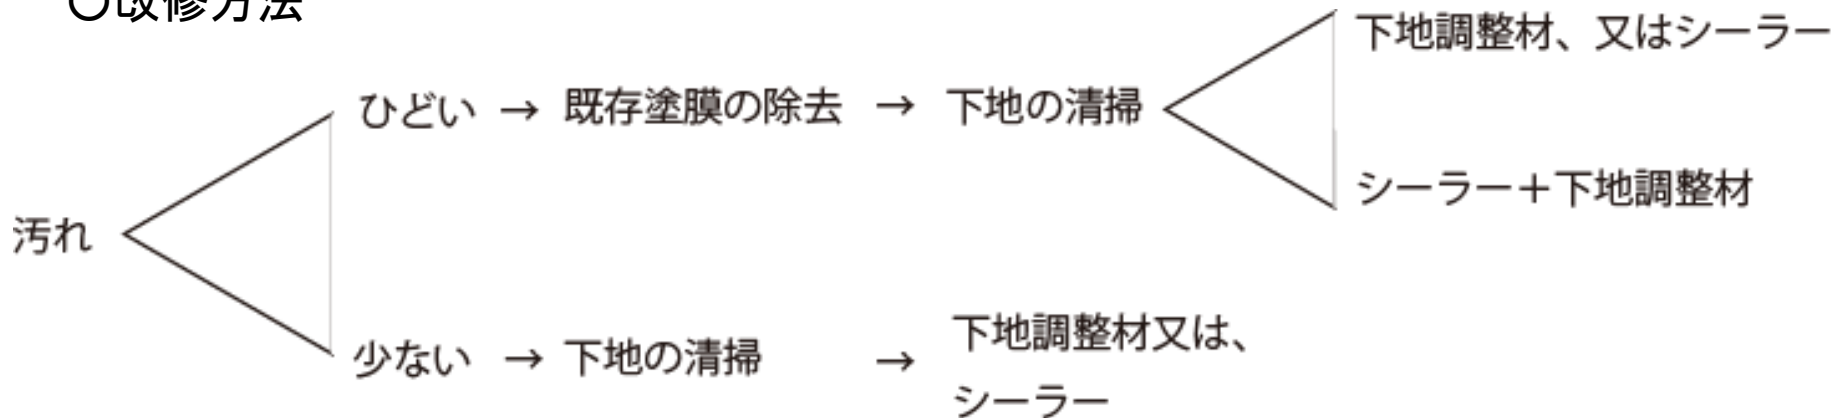 〇改修方法
下地調整材、又はシーラー
ひどい → 既存塗膜の除去 → 下地の清掃
シーラー＋下地調整材
汚れ
少ない → 下地の清掃 → 下地調整材又は、
シーラー